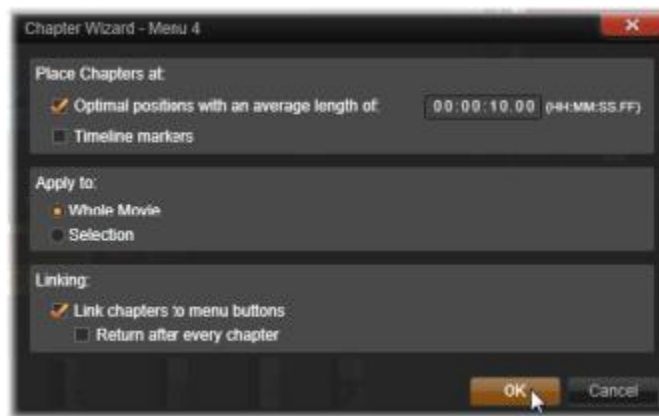 Chapter Wizard - Menu 4
Place Chapters at:
Optimal positions with an average length of: 00:00:10.00 (HH:MM:SS.FF)
Timeline markers
Apply to:
Whole Movie
Selection
Linking:
Link chapters to menu buttons
Return after every chapter
OK Cancel